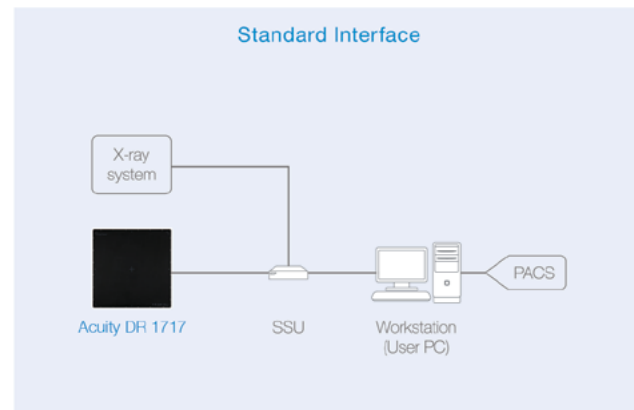 Standard Interface
X-ray
system
Acuity DR 1717
SSU
Workstation
(User PC)
PACS